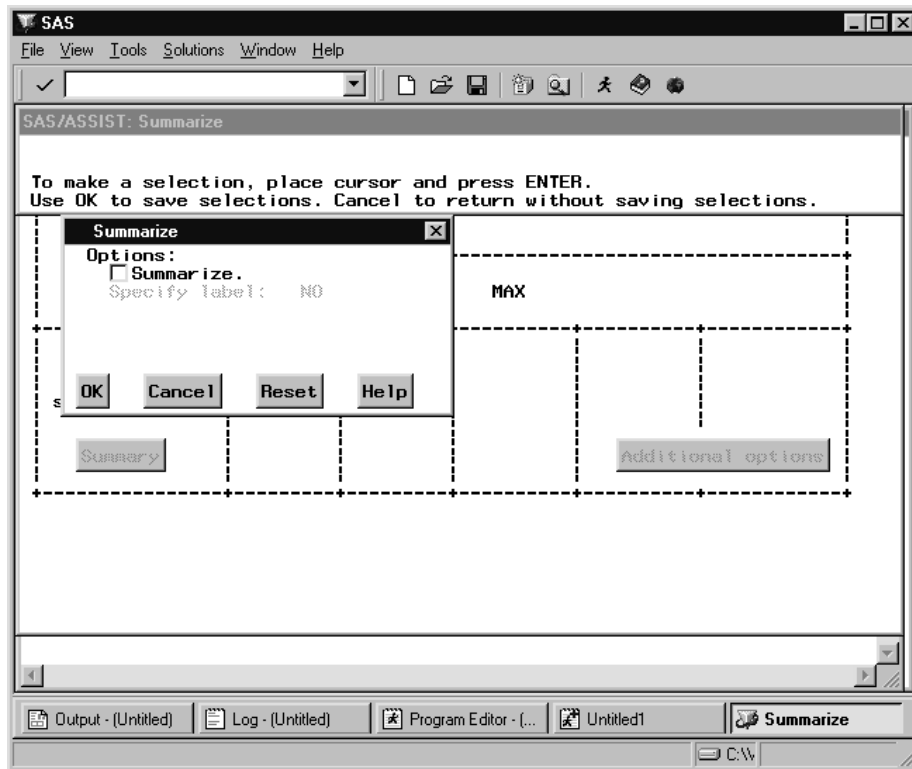 SAS
File View Tools Solutions Window Help
SAS/ASSIST: Summarize
To make a selection, place cursor and press ENTER.
Use OK to save selections. Cancel to return without saving selections.
Summarize
Options:
Summarize.
Specify label: NO
MAX
OK Cancel Reset Help
s
Summary Additional options
Output - (Untitled) Log - (Untitled) Program Editor - (... Untitled1 Summarize
C:\